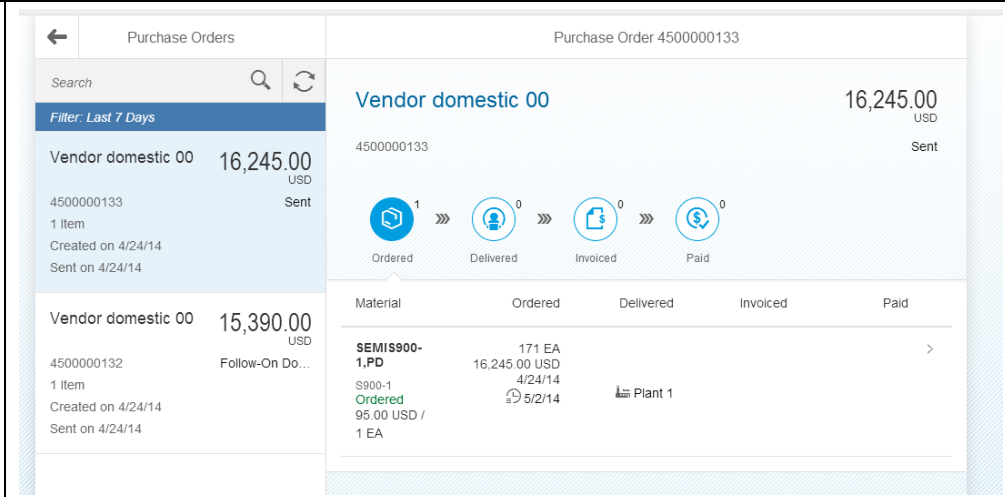 Purchase Orders
Search
Filter: Last 7 Days
Vendor domestic 00 16,245.00
USD
4500000133 Sent
1 Item
Created on 4/24/14
Sent on 4/24/14
Vendor domestic 00 15,390.00
USD
4500000132 Follow-On Do...
1 Item
Created on 4/24/14
Sent on 4/24/14
Purchase Order 4500000133
Vendor domestic 00 16,245.00
USD
4500000133 Sent
1 0 0 0
Ordered Delivered Invoiced Paid
Material Ordered Delivered Invoiced Paid
SEMIS900-
1,PD
S900-1
Ordered
95.00 USD /
1 EA
171 EA
16,245.00 USD
4/24/14
5/2/14
Plant 1